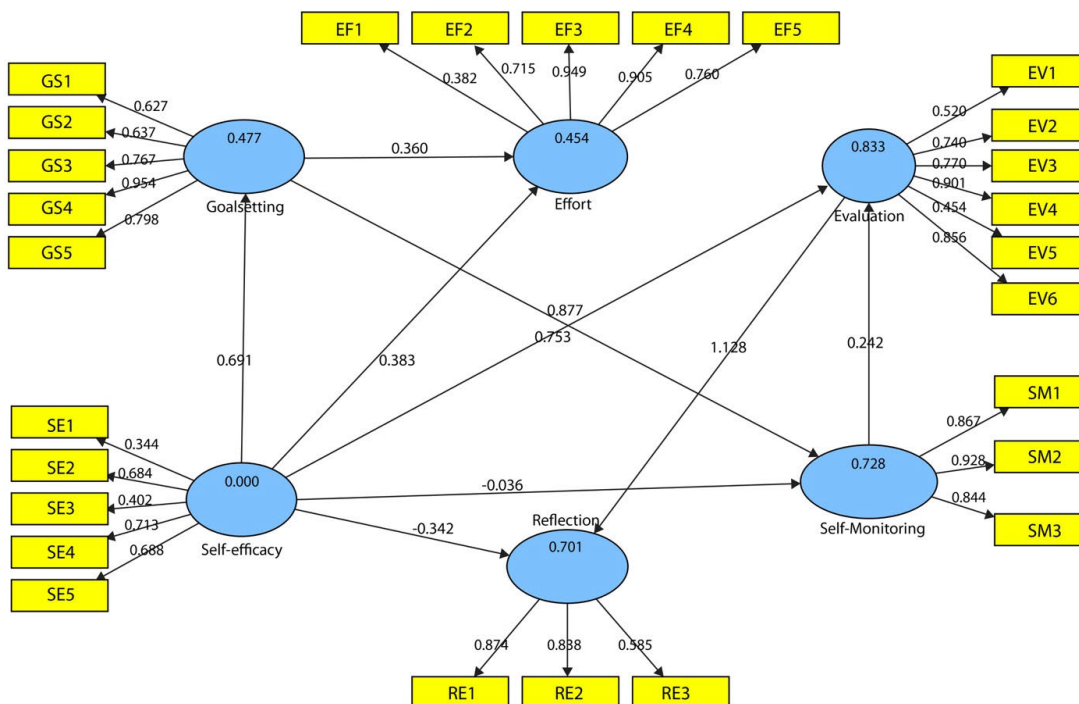 EF1
EF2
EF3
EF4
EF5
0.382
0.715
0.949
0.905
0.760
GS1
GS2
GS3
GS4
GS5
0.627
0.637
0.767
0.954
0.798
0.477
Goalsetting
0.360
0.454
Effort
0.833
Evaluation
EV1
EV2
EV3
EV4
EV5
EV6
0.520
0.740
0.770
0.901
0.454
0.856
0.691
0.383
0.877
0.753
1.128
0.242
SE1
SE2
SE3
SE4
SE5
0.344
0.684
0.402
0.713
0.688
0.000
Self-efficacy
-0.036
-0.342
Reflection
0.701
0.728
Self-Monitoring
SM1
SM2
SM3
0.867
0.928
0.844
0.874
0.838
0.585
RE1
RE2
RE3